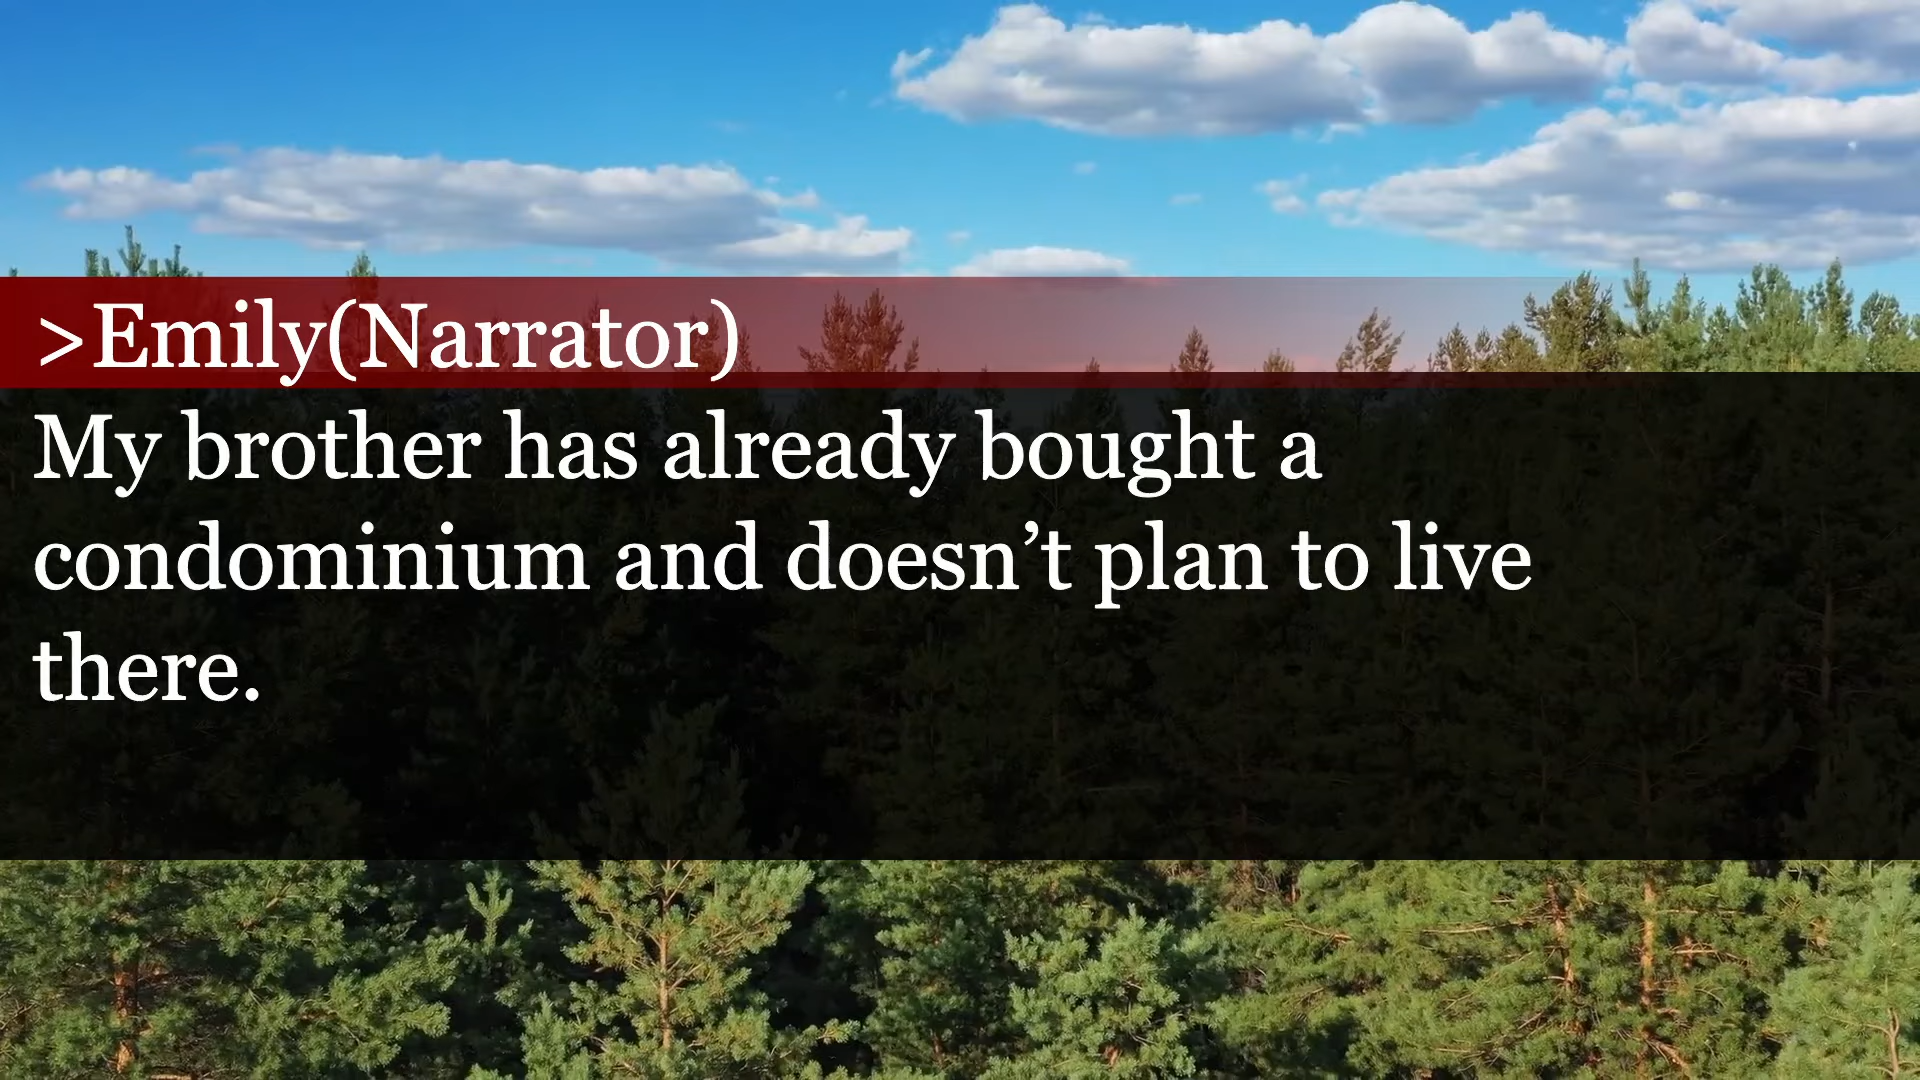 >Emily(Narrator)
My brother has already bought a
condominium and doesn’t plan to live
there.